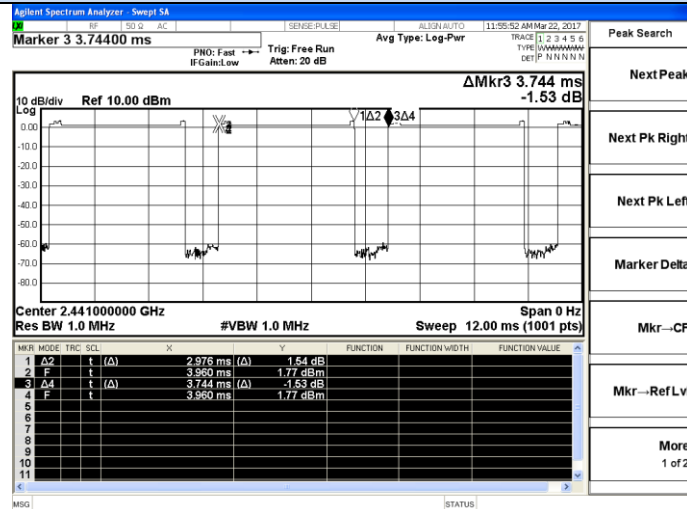 Agilent Spectrum Analyzer - Swept SA
RF 50 Ω AC SENSE:PULSE ALIGN AUTO 11:55:52 AM Mar 22, 2017
Marker 3 3.74400 ms
PNO: Fast
IFGain:Low
Trig: Free Run
Atten: 20 dB
Avg Type: Log-Pwr
TRACE 1 2 3 4 5 6
TYPE WWWWWW
DET P N N N N N
Peak Search
ΔMkr3 3.744 ms
-1.53 dB
10 dB/div Ref 10.00 dBm
Log
1Δ2 3Δ4
0.00
-10.0
-20.0
-30.0
-40.0
-50.0
-60.0
-70.0
-80.0
Center 2.441000000 GHz Span 0 Hz
Res BW 1.0 MHz #VBW 1.0 MHz Sweep 12.00 ms (1001 pts)
MKR MODE TRC SCL X Y FUNCTION FUNCTION WIDTH FUNCTION VALUE
1 Δ2 t (Δ) 2.976 ms (Δ) 1.54 dB
2 F t 3.960 ms 1.77 dBm
3 Δ4 t (Δ) 3.744 ms (Δ) -1.53 dB
4 F t 3.960 ms 1.77 dBm
5
6
7
8
9
10
11
MSG STATUS
Next Peak
Next Pk Right
Next Pk Left
Marker Delta
Mkr→CF
Mkr→Ref Lvl
More
1 of 2